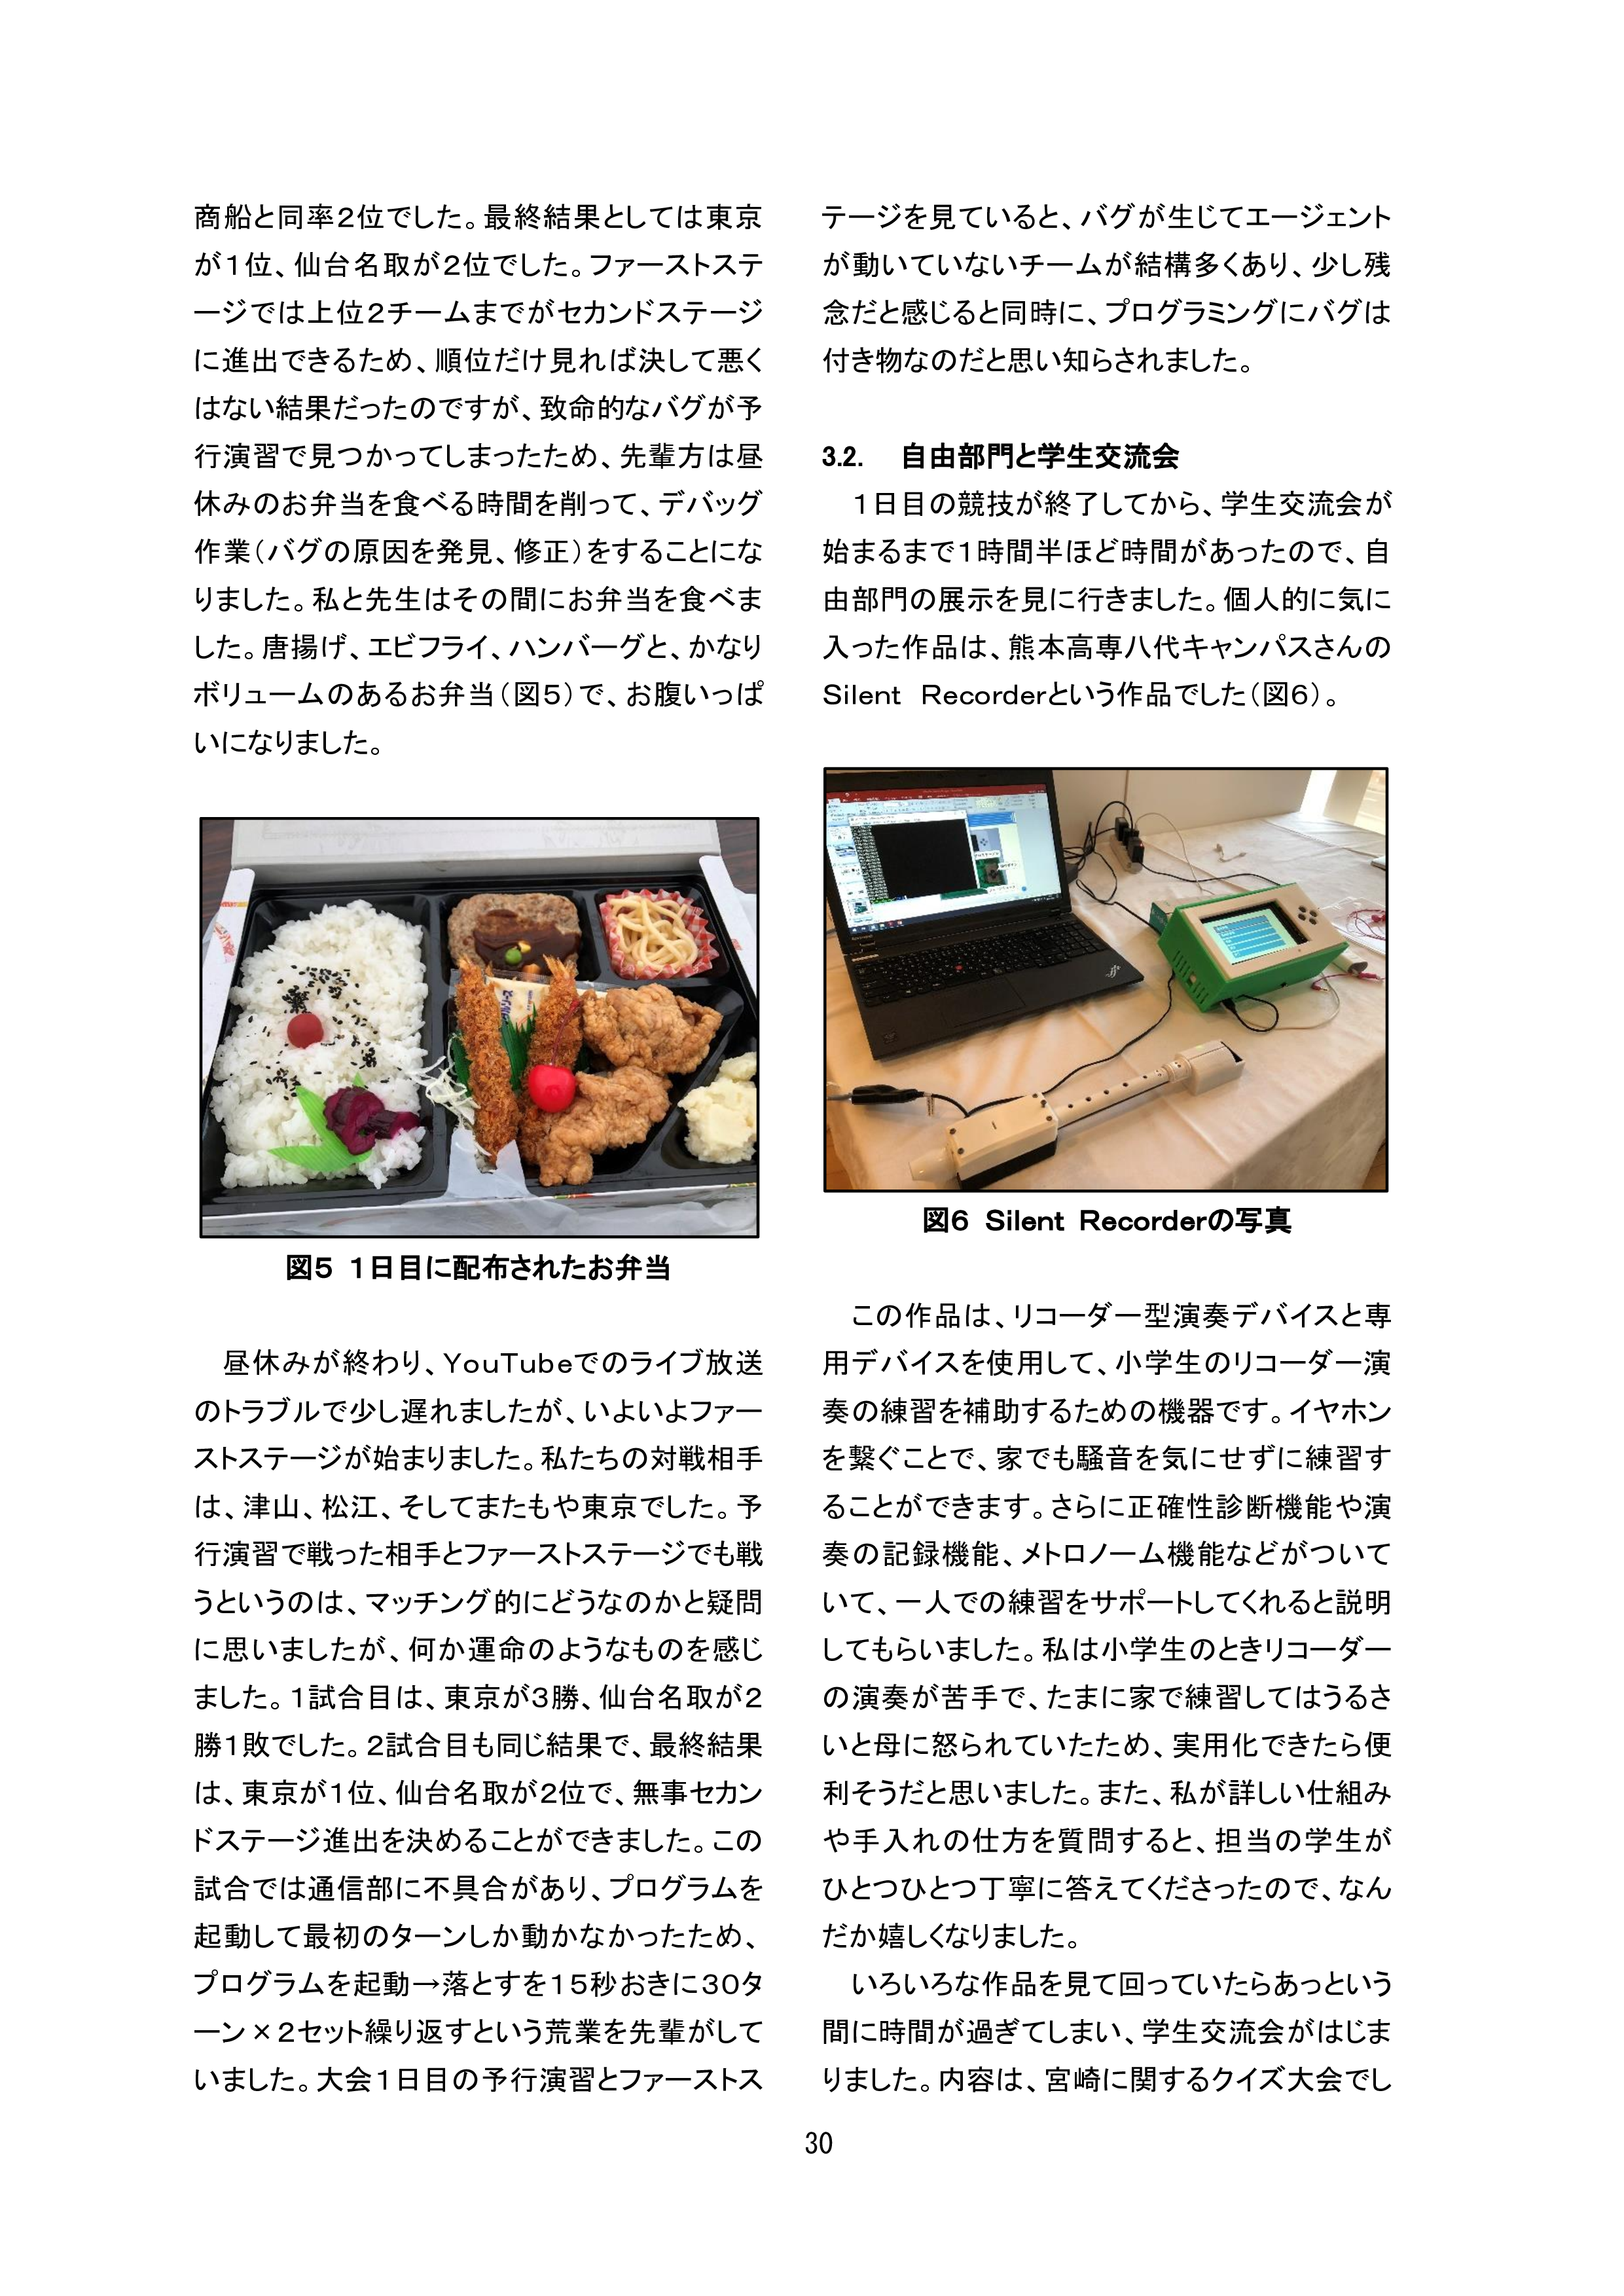 商船と同率2位でした。最終結果としては東京
が1位、仙台名取が2位でした。ファーストステ
ージでは上位2チームまでがセカンドステージ
に進出できるため、順位だけ見れば決して悪く
はない結果だったのですが、致命的なバグが予
行演習で見つかってしまったため、先輩方は昼
休みのお弁当を食べる時間を削って、デバッグ
作業（バグの原因を発見、修正）をすることにな
りました。私と先生はその間にお弁当を食べま
した。唐揚げ、エビフライ、ハンバーグと、かなり
ボリュームのあるお弁当（図5）で、お腹いっぱ
いになりました。
図5 1日目に配布されたお弁当
昼休みが終わり、YouTubeでのライブ放送
のトラブルで少し遅れましたが、いよいよファー
ストステージが始まりました。私たちの対戦相手
は、津山、松江、そしてまたもや東京でした。予
行演習で戦った相手とファーストステージでも戦
うというのは、マッチング的にどうなのかと疑問
に思いましたが、何か運命のようなものを感じ
ました。1試合目は、東京が3勝、仙台名取が2
勝1敗でした。2試合目も同じ結果で、最終結果
は、東京が1位、仙台名取が2位で、無事セカン
ドステージ進出を決めることができました。この
試合では通信部に不具合があり、プログラムを
起動して最初のターンしか動かなかったため、
プログラムを起動→落とすを15秒おきに30タ
ーン×2セット繰り返すという荒業を先輩がして
いました。大会1日目の予行演習とファーストス
テージを見ていると、バグが生じてエージェント
が動いていないチームが結構多くあり、少し残
念だと感じると同時に、プログラミングにバグは
付き物なのだと思い知らされました。
3.2. 自由部門と学生交流会
1日目の競技が終了してから、学生交流会が
始まるまで1時間半ほど時間があったので、自
由部門の展示を見に行きました。個人的に気に
入った作品は、熊本高専八代キャンパスさんの
Silent Recorderという作品でした（図6）。
図6 Silent Recorderの写真
この作品は、リコーダー型演奏デバイスと専
用デバイスを使用して、小学生のリコーダー演
奏の練習を補助するための機器です。イヤホン
を繋ぐことで、家でも騒音を気にせずに練習す
ることができます。さらに正確性診断機能や演
奏の記録機能、メトロノーム機能などがついて
いて、一人での練習をサポートしてくれると説明
してもらいました。私は小学生のときリコーダー
の演奏が苦手で、たまに家で練習してはうるさ
いと母に怒られていたため、実用化できたら便
利そうだと思いました。また、私が詳しい仕組み
や手入れの仕方を質問すると、担当の学生が
ひとつひとつ丁寧に答えてくださったので、なん
だか嬉しくなりました。
いろいろな作品を見て回っていたらあっという
間に時間が過ぎてしまい、学生交流会がはじま
りました。内容は、宮崎に関するクイズ大会でし
30